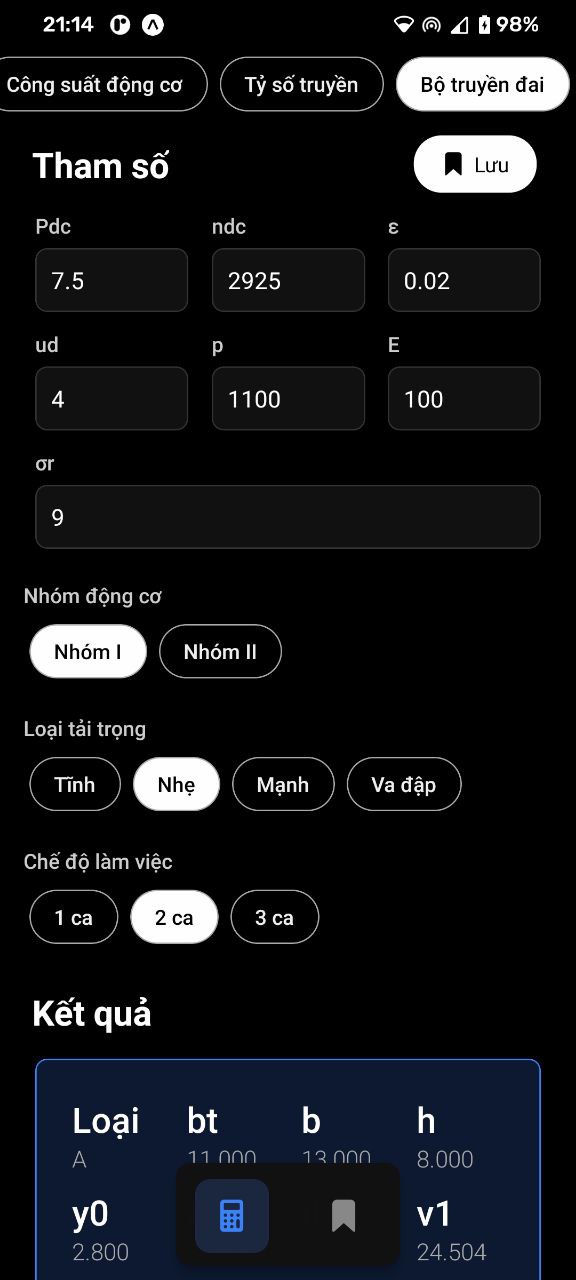 21:14 98%
Công suất động cơ Tỷ số truyền Bộ truyền đai
Tham số Lưu
Pdc ndc ε
7.5 2925 0.02
ud p E
4 1100 100
σr
9
Nhóm động cơ
Nhóm I Nhóm II
Loại tải trọng
Tĩnh Nhẹ Mạnh Va đập
Chế độ làm việc
1 ca 2 ca 3 ca
Kết quả
Loại bt b h
A 11.000 13.000 8.000
y0 v1
2.800 24.504